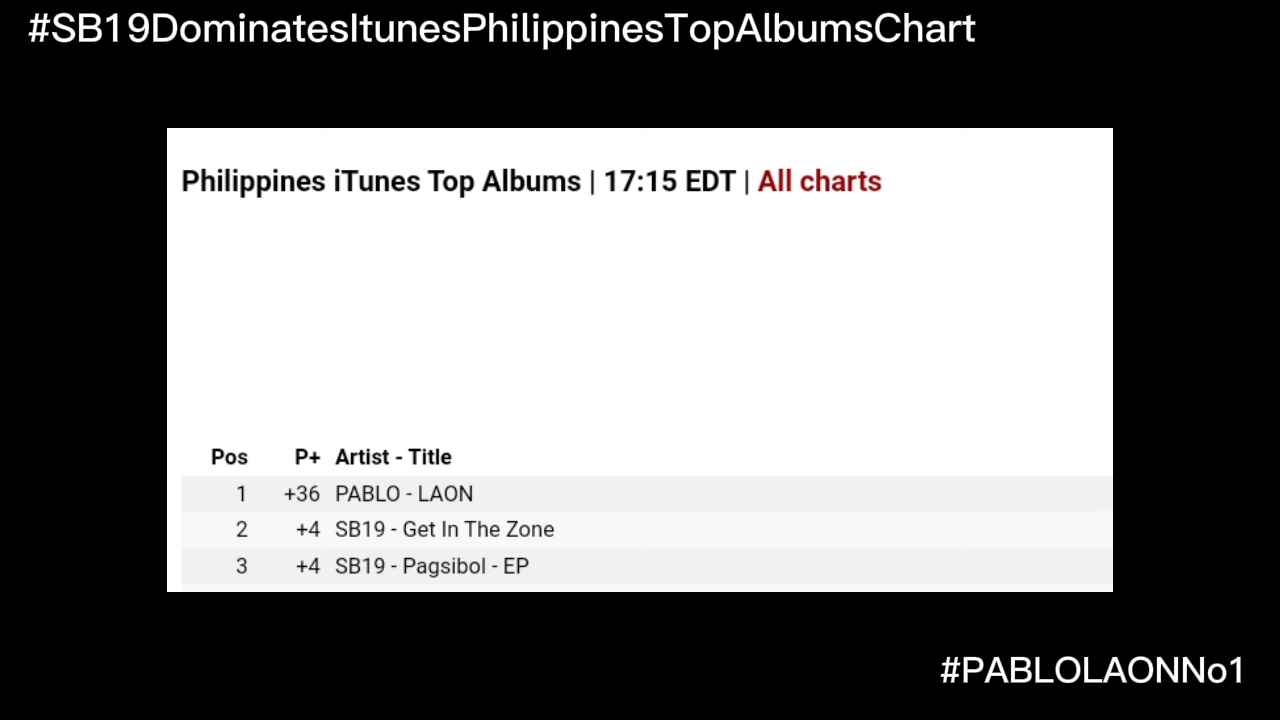 #SB19DominatesItunesPhilippinesTopAlbumsChart
Philippines iTunes Top Albums | 17:15 EDT | All charts
Pos P+ Artist - Title
1 +36 PABLO - LAON
2 +4 SB19 - Get In The Zone
3 +4 SB19 - Pagsibol - EP
#PABLOLAONNo1